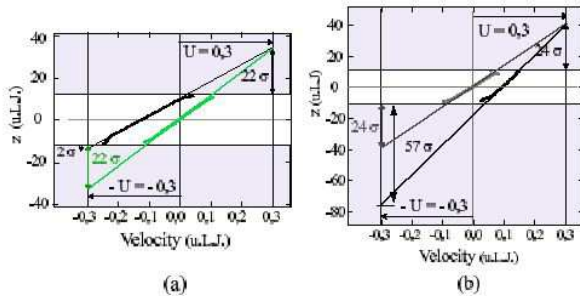 (a)
40
20
0
-20
-40
z (u.L.J.)
U = 0,3
22 σ
2 σ
22 σ
- U = - 0,3
-0.3 -0.2 -0.1 0.0 0.1 0.2 0.3
Velocity (u.L.J.)
(a)
(b)
40
20
0
-20
-40
-60
-80
z (u.L.J.)
U = 0,3
24 σ
24 σ
57 σ
- U = - 0,3
-0.3 -0.2 -0.1 0.0 0.1 0.2 0.3
Velocity (u.L.J.)
(b)